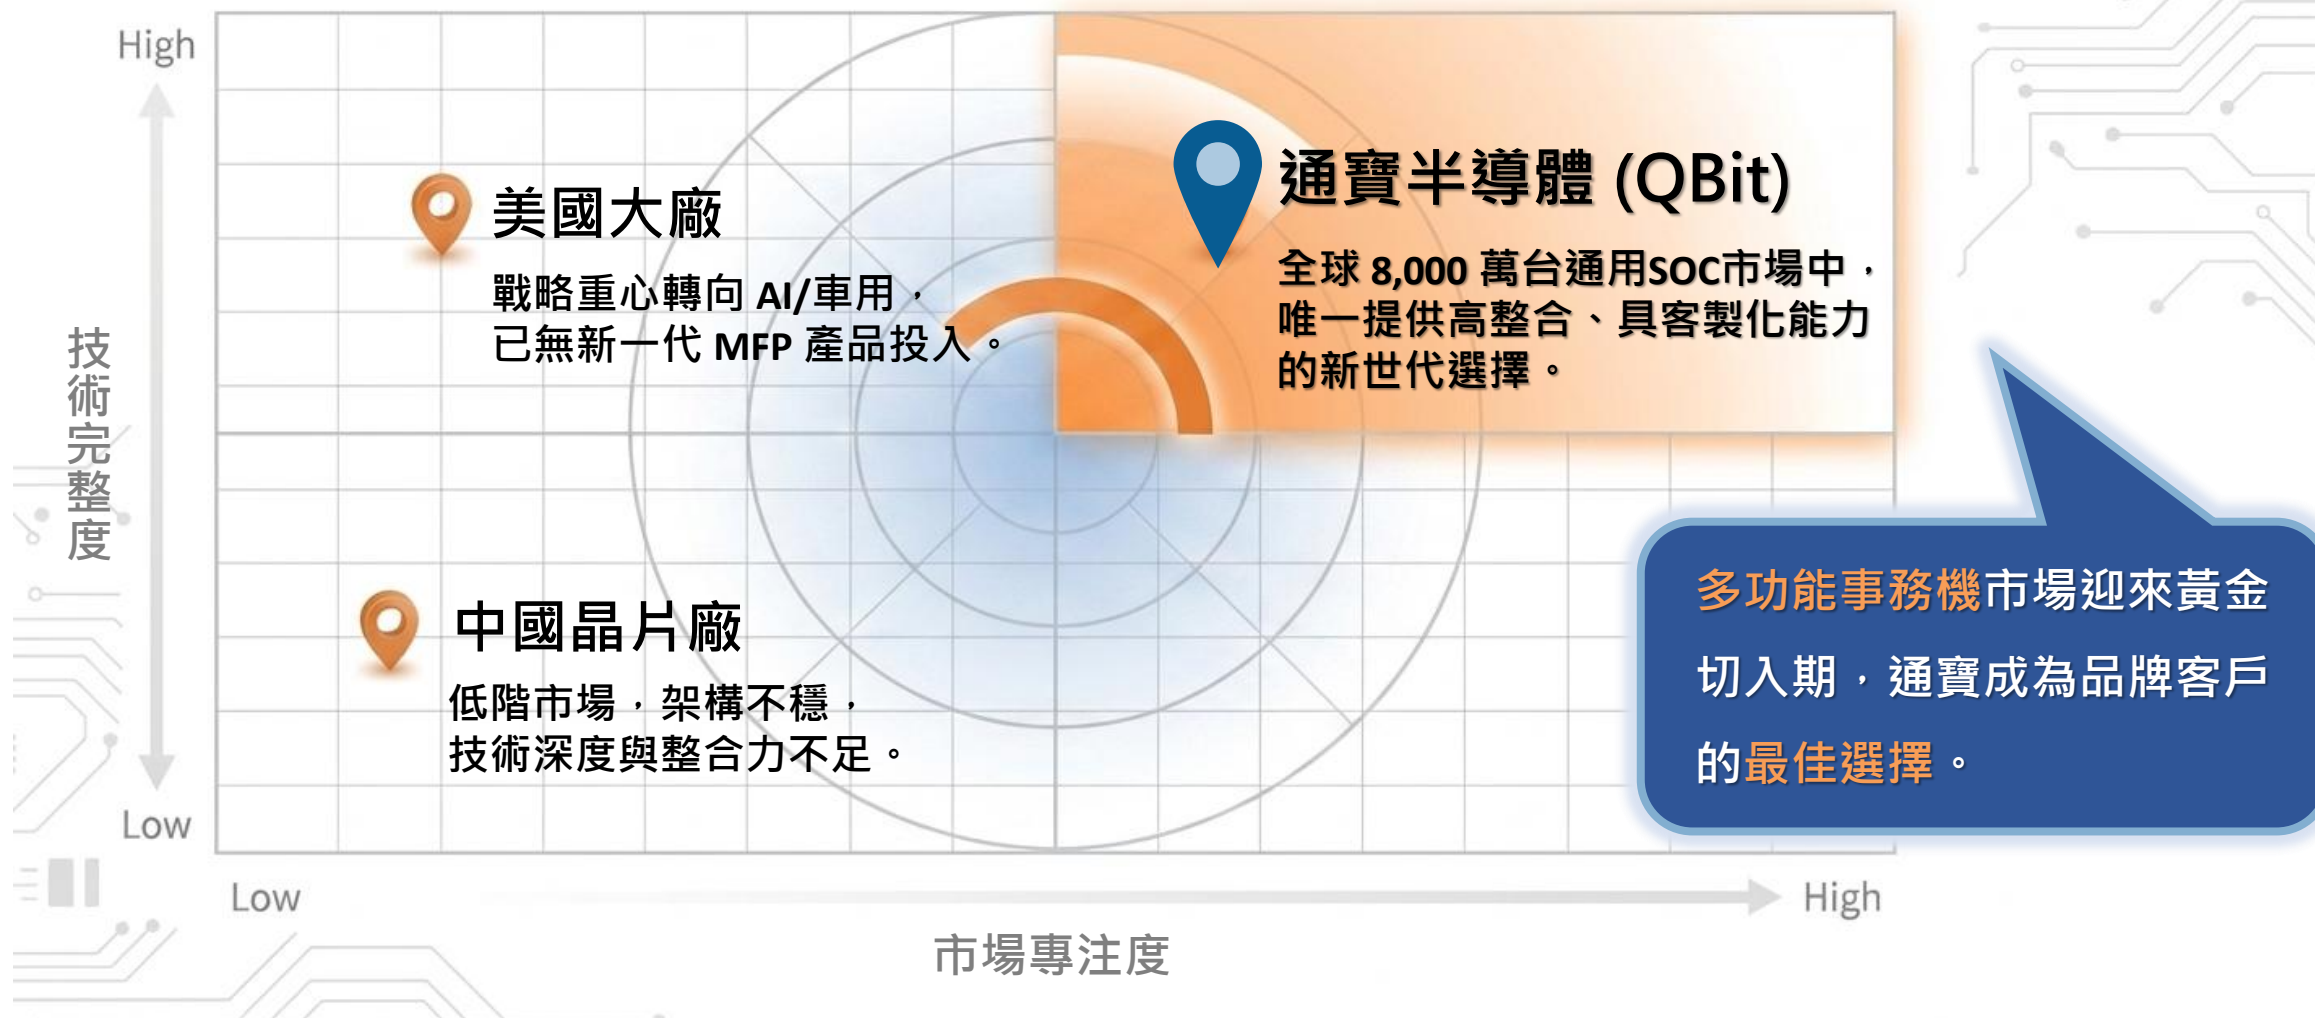 High
技術完整度
Low
美國大廠
戰略重心轉向 AI/車用，
已無新一代 MFP 產品投入。
通寶半導體 (QBit)
全球 8,000 萬台通用SOC市場中，
唯一提供高整合、具客製化能力
的新世代選擇。
中國晶片廠
低階市場，架構不穩，
技術深度與整合力不足。
多功能事務機市場迎來黃金
切入期，通寶成為品牌客戶
的最佳選擇。
Low
High
市場專注度